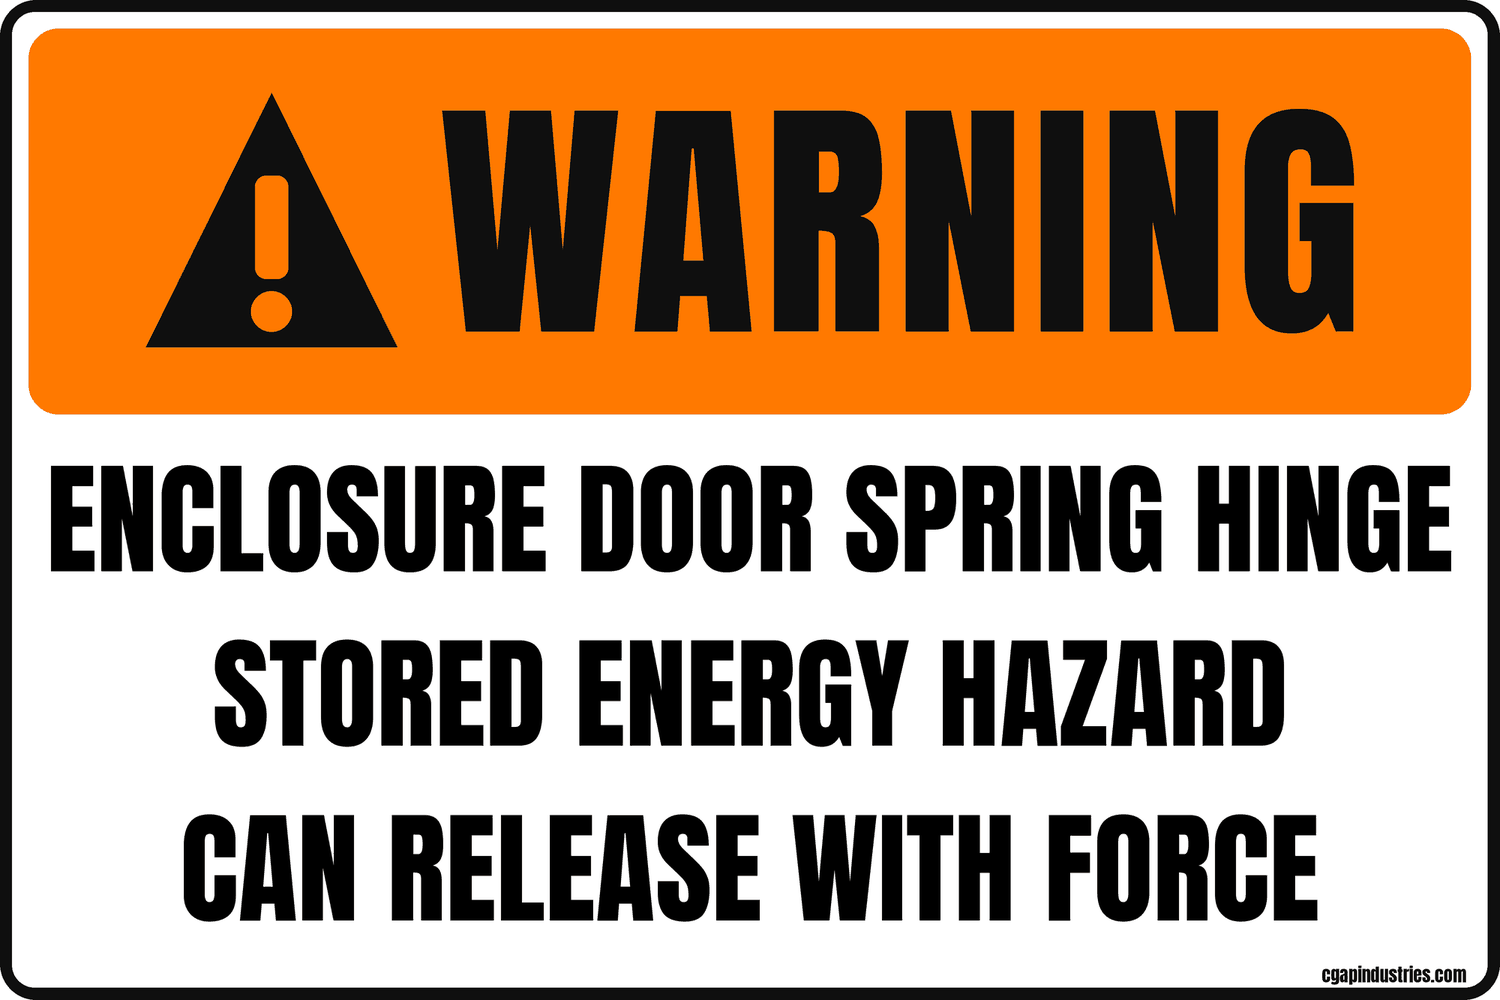 WARNING
ENCLOSURE DOOR SPRING HINGE
STORED ENERGY HAZARD
CAN RELEASE WITH FORCE
cgapindustries.com